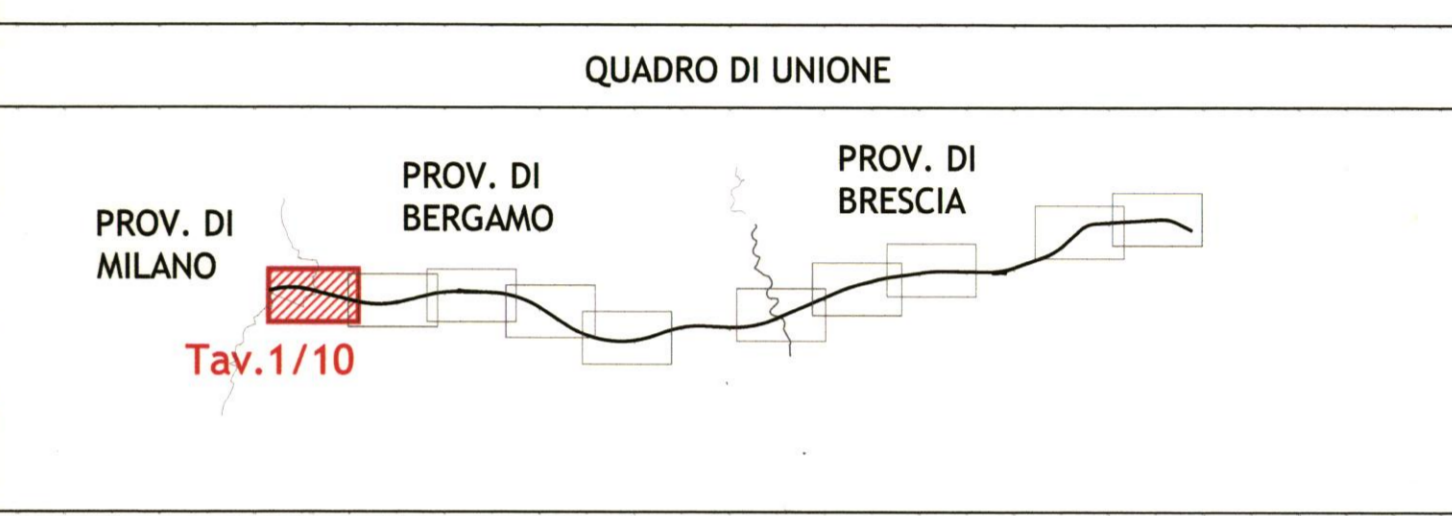 QUADRO DI UNIONE
PROV. DI
MILANO
PROV. DI
BERGAMO
PROV. DI
BRESCIA
Tav.1/10